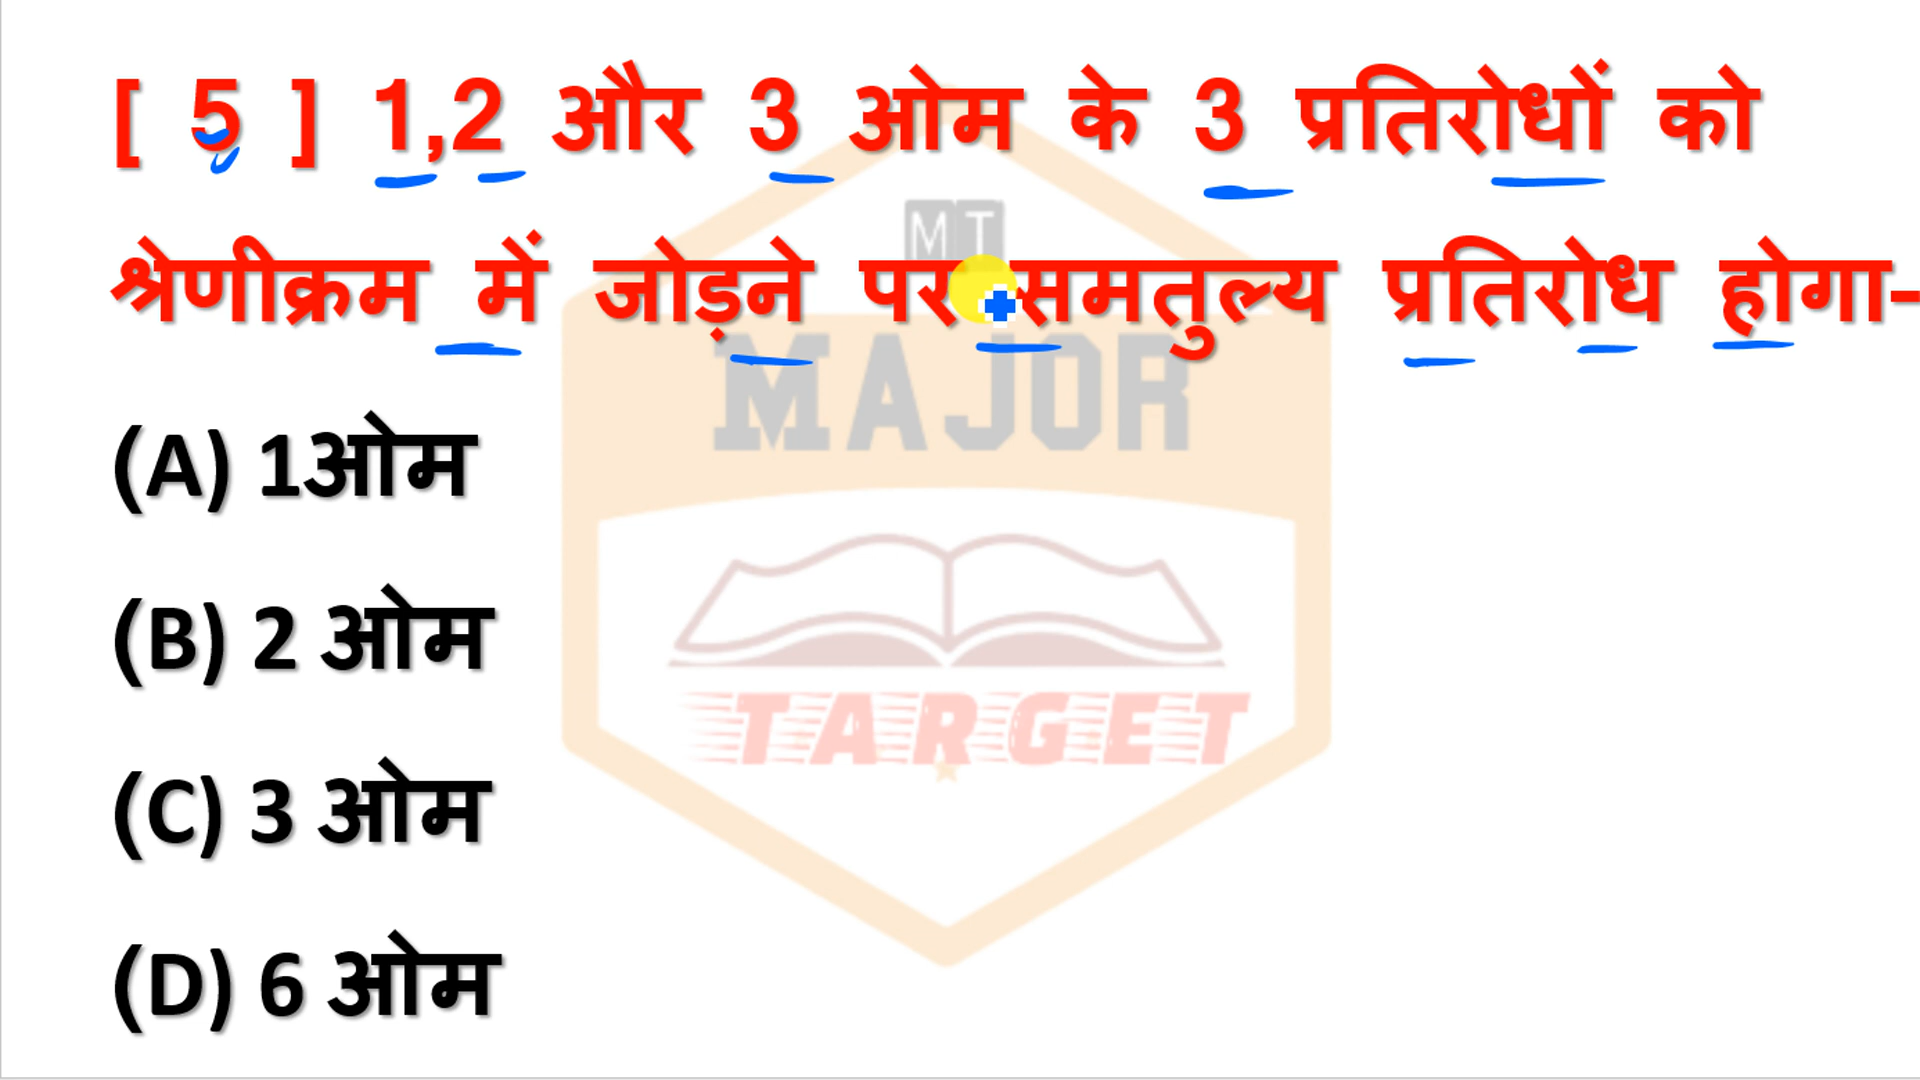 [ 5 ] 1,2 और 3 ओम के 3 प्रतिरोधों को
श्रेणीक्रम में जोड़ने पर समतुल्य प्रतिरोध होगा-
(A) 1ओम
(B) 2 ओम
(C) 3 ओम
(D) 6 ओम
MT
MAJOR
TARGET